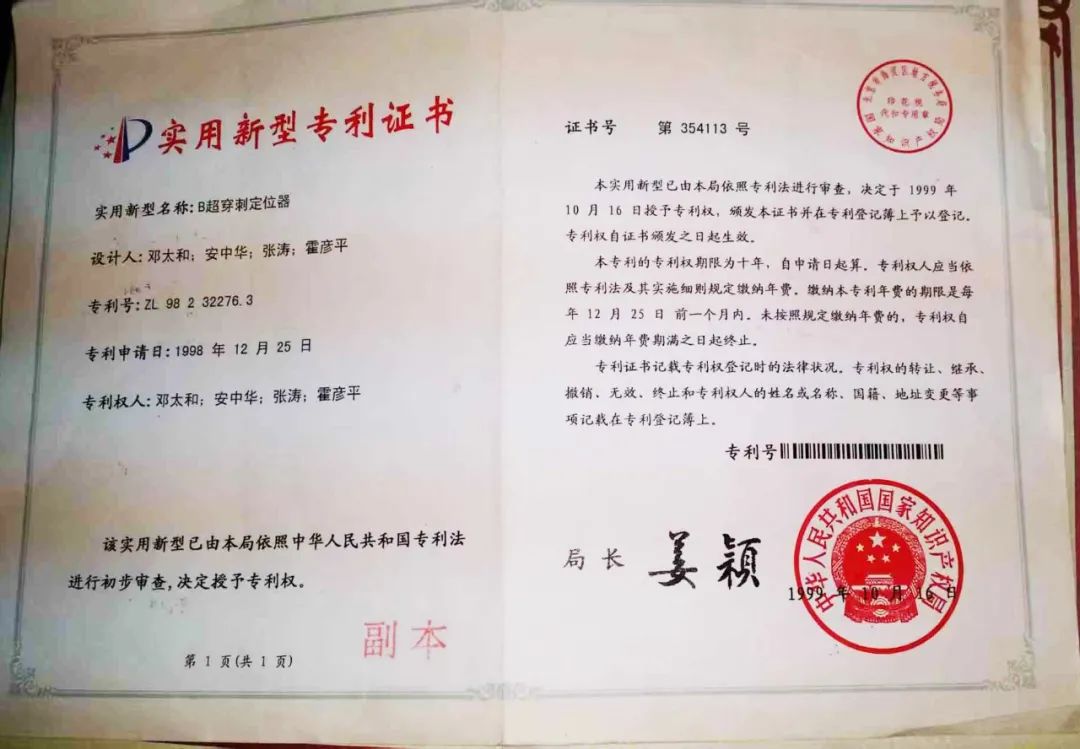 实用新型专利证书
实用新型名称:B超穿刺定位器
设计人:邓太和;安中华;张涛;霍彦平
专利号:ZL 98 2 32276.3
专利申请日:1998 年 12 月 25 日
专利权人:邓太和;安中华;张涛;霍彦平
该实用新型已由本局依照中华人民共和国专利法
进行初步审查,决定授予专利权。
副本
第 1 页(共 1 页)
证书号 第 354113 号
印花税
代扣专用章
国家知识产权局
本实用新型已由本局依照专利法进行审查,决定于 1999 年
10 月 16 日授予专利权,颁发本证书并在专利登记簿上予以登记。
专利权自证书颁发之日起生效。
本专利的专利权期限为十年,自申请日起算。专利权人应当依
照专利法及其实施细则规定缴纳年费。缴纳本专利年费的期限是每
年 12 月 25 日 前一个月内。未按照规定缴纳年费的,专利权自
应当缴纳年费期满之日起终止。
专利证书记载专利权登记时的法律状况。专利权的转让、继承、
撤销、无效、终止和专利权人的姓名或名称、国籍、地址变更等事
项记载在专利登记簿上。
专利号
局长 姜颖
中华人民共和国国家知识产权局
1999 年 10 月 16 日